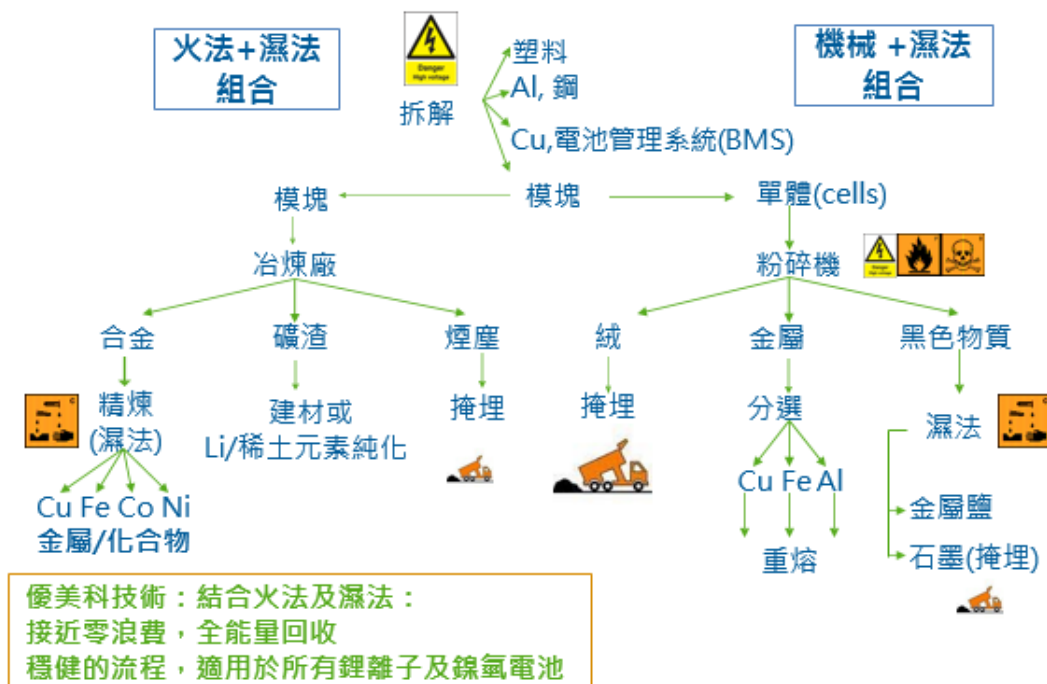 火法+濕法
組合
Danger
High voltage
拆解
塑料
Al, 鋼
Cu,電池管理系統(BMS)
機械 +濕法
組合
模塊
模塊
單體(cells)
冶煉廠
粉碎機
Danger
合金
礦渣
煙塵
絨
金屬
黑色物質
精煉
(濕法)
建材或
Li/稀土元素純化
掩埋
掩埋
分選
濕法
Cu Fe Co Ni
金屬/化合物
Cu Fe Al
重熔
金屬鹽
石墨(掩埋)
優美科技術：結合火法及濕法：
接近零浪費，全能量回收
穩健的流程，適用於所有鋰離子及鎳氫電池